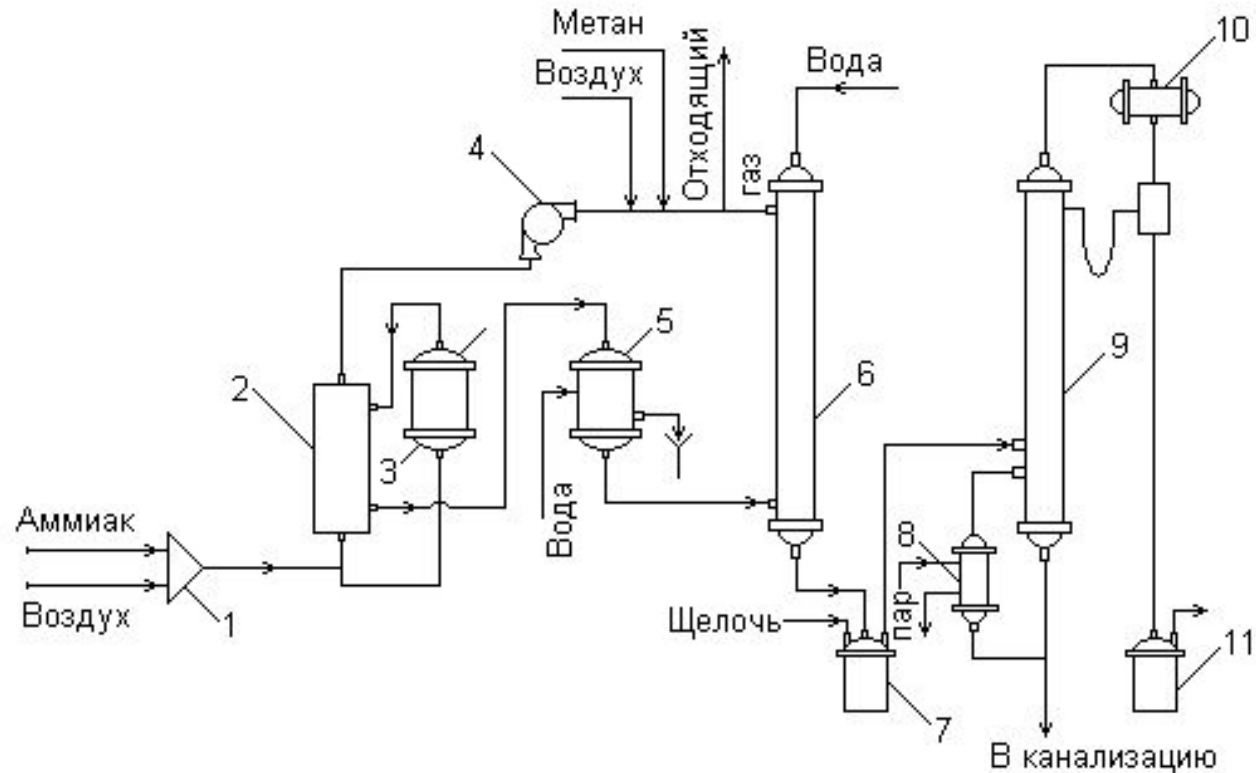 Метан
Воздух
Отходящий
газ
Вода
10
4
5
2
3
6
9
Вода
Аммиак
Воздух
1
8
пар
Щелочь
7
11
В канализацию